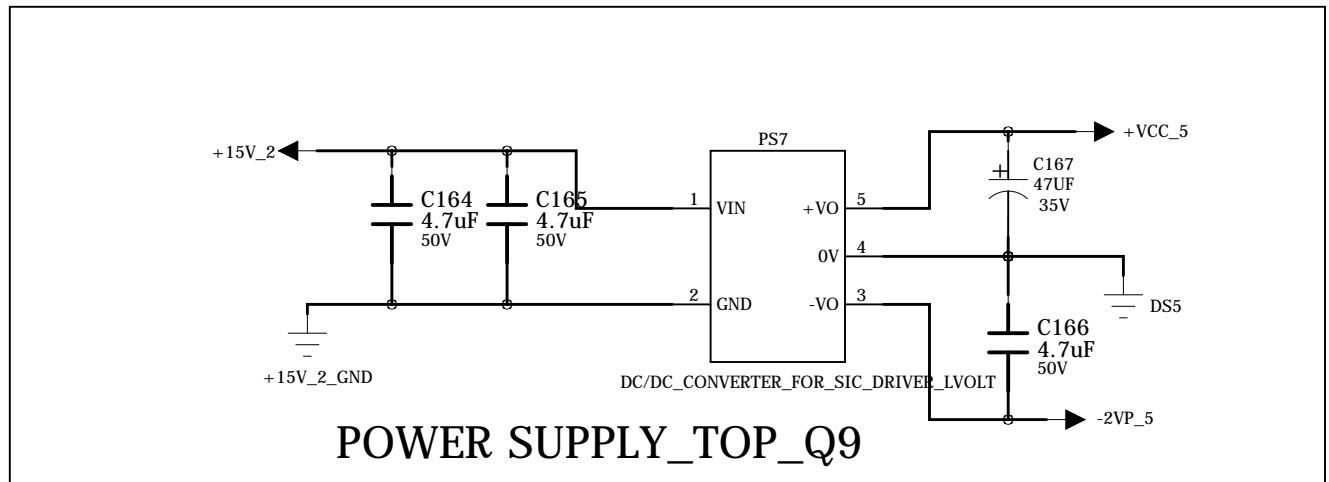 PS7
+15V_2
+VCC_5
C164
4.7uF
50V
C165
4.7uF
50V
1
VIN
2
GND
+VO
5
0V
4
-VO
3
+
C167
47UF
35V
DS5
C166
4.7uF
50V
+15V_2_GND
DC/DC_CONVERTER_FOR_SIC_DRIVER_LVOLT
-2VP_5
POWER SUPPLY_TOP_Q9